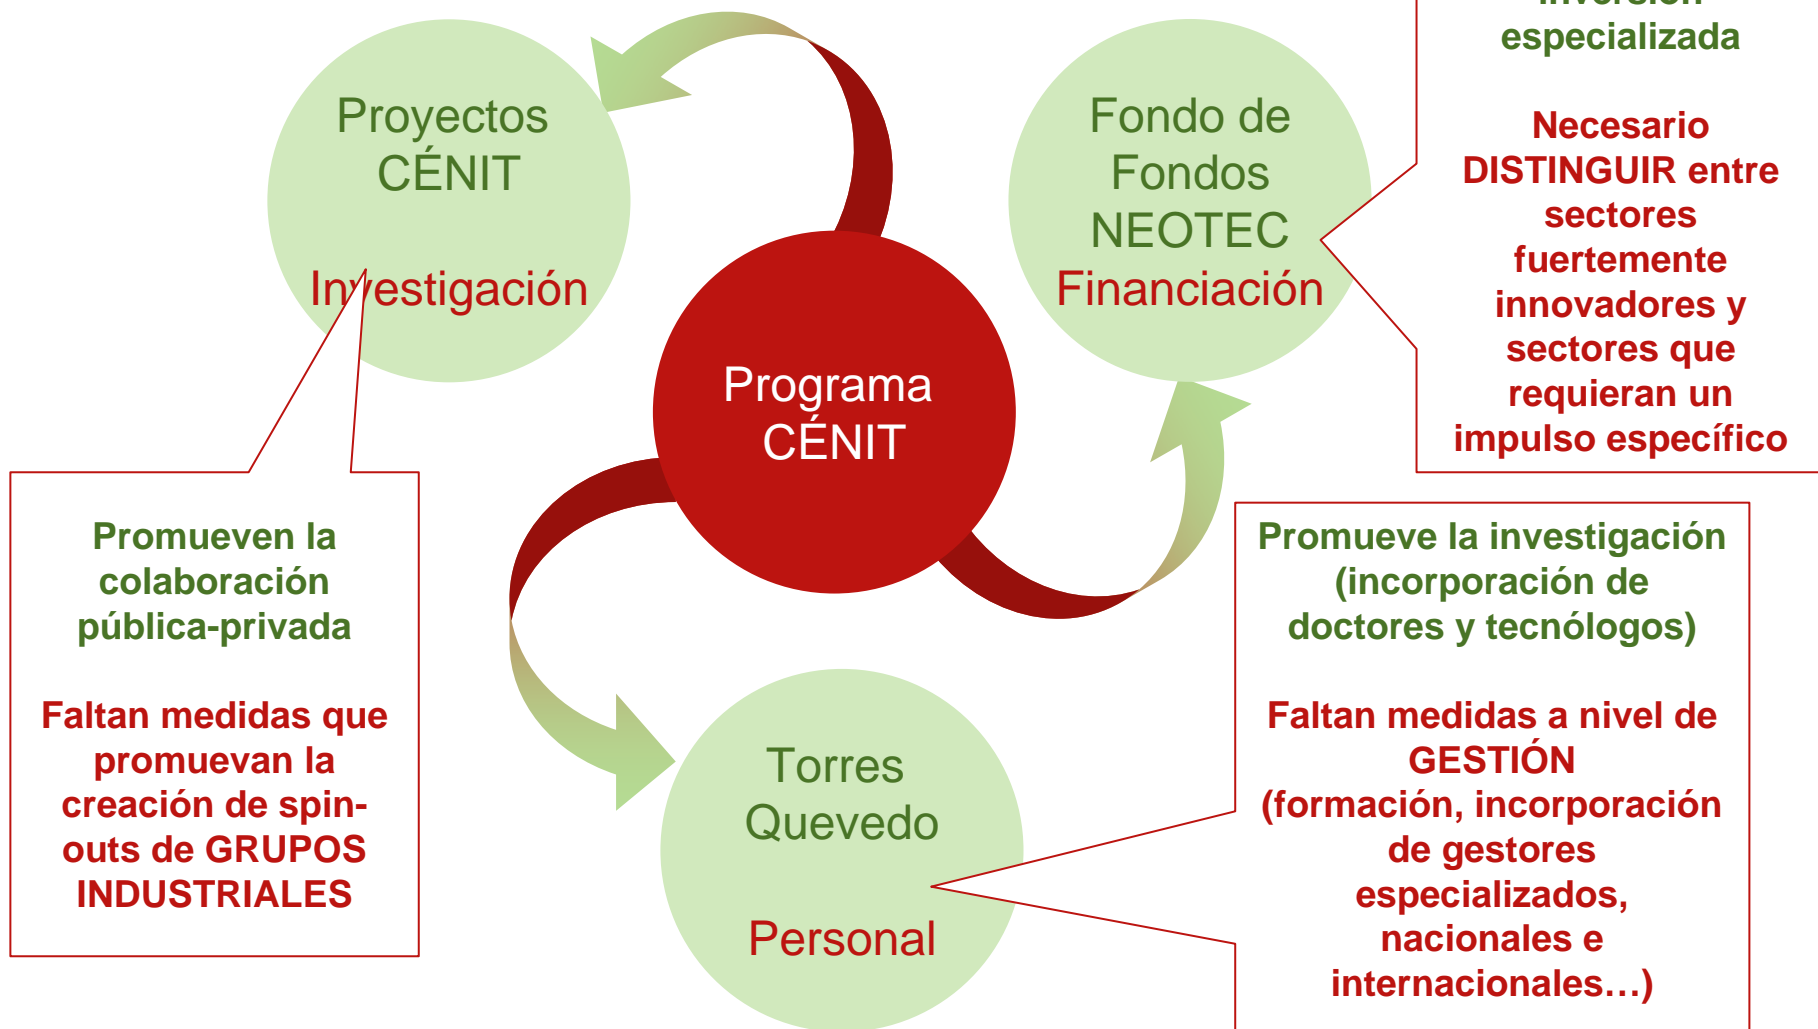 Proyectos
CÉNIT
Investigación
Fondo de
Fondos
NEOTEC
Financiación
inversión
especializada
Necesario
DISTINGUIR entre
sectores
fuertemente
innovadores y
sectores que
requieran un
impulso específico
Programa
CÉNIT
Promueven la
colaboración
pública-privada
Faltan medidas que
promuevan la
creación de spin-
outs de GRUPOS
INDUSTRIALES
Torres
Quevedo
Personal
Promueve la investigación
(incorporación de
doctores y tecnólogos)
Faltan medidas a nivel de
GESTIÓN
(formación, incorporación
de gestores
especializados,
nacionales e
internacionales…)